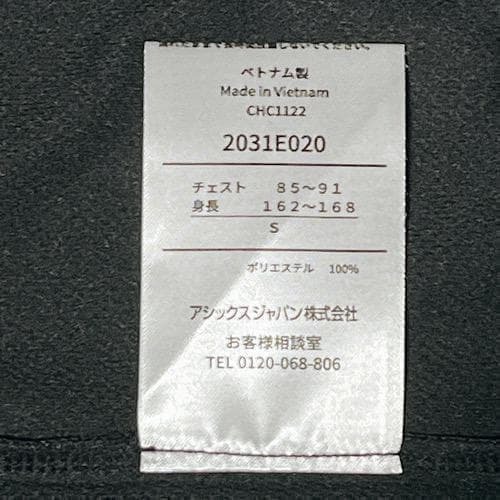 ベトナム製
Made in Vietnam
CHC1122
2031E020
チェスト 85〜91
身長 162〜168
S
ポリエステル 100%
アシックスジャパン株式会社
お客様相談室
TEL 0120-068-806